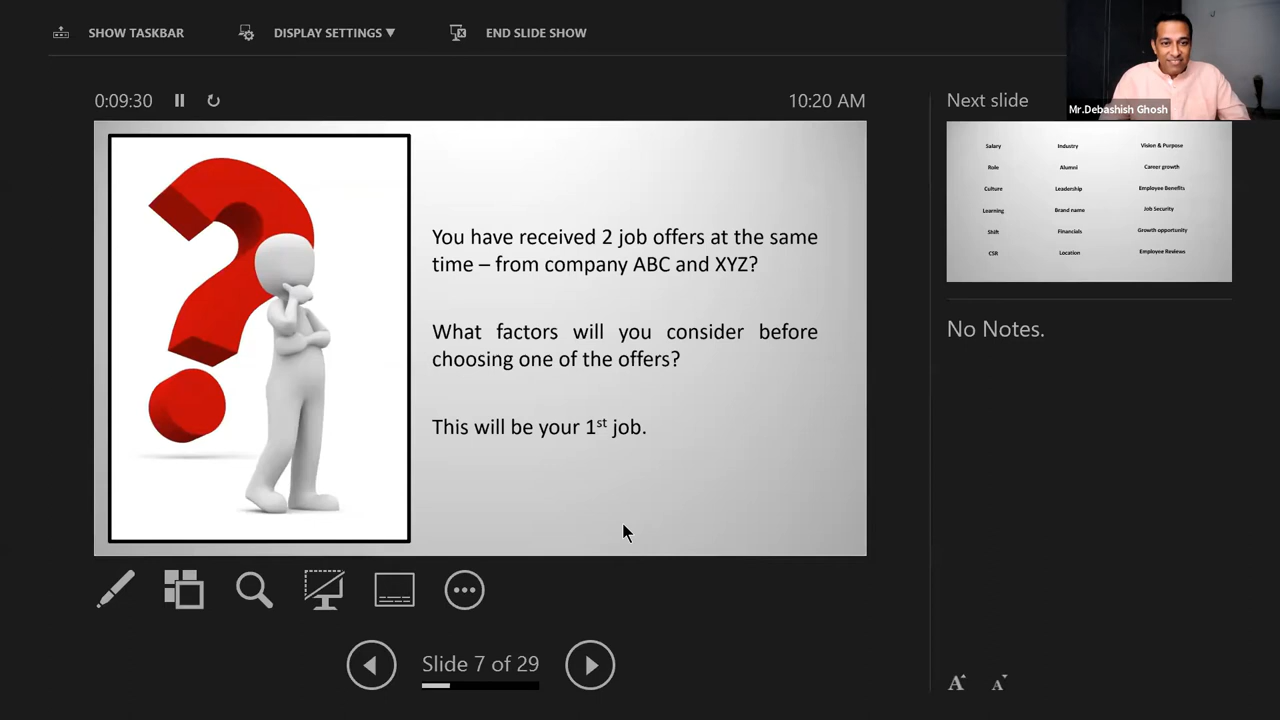 SHOW TASKBAR
DISPLAY SETTINGS ▼
END SLIDE SHOW
0:09:30
10:20 AM
Next slide
Mr.Debashish Ghosh
You have received 2 job offers at the same
time – from company ABC and XYZ?
What factors will you consider before
choosing one of the offers?
This will be your 1st job.
Salary Industry Vision & Purpose
Role Alumni Career growth
Culture Leadership Employee Benefits
Learning Brand name Job Security
Shift Financials Growth opportunity
CSR Location Employee Reviews
No Notes.
Slide 7 of 29
A A